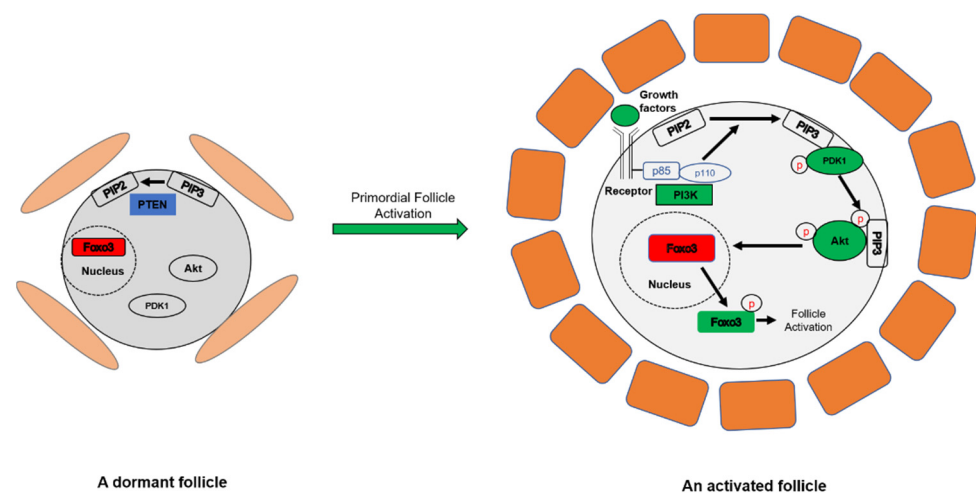 PIP2
PIP3
PTEN
Foxo3
Nucleus
Akt
PDK1
A dormant follicle
Primordial Follicle
Activation
Growth
factors
Receptor
p85
p110
PI3K
PIP2
PIP3
PDK1
p
p
p
Akt
PIP3
Foxo3
Nucleus
p
Foxo3
Follicle
Activation
An activated follicle